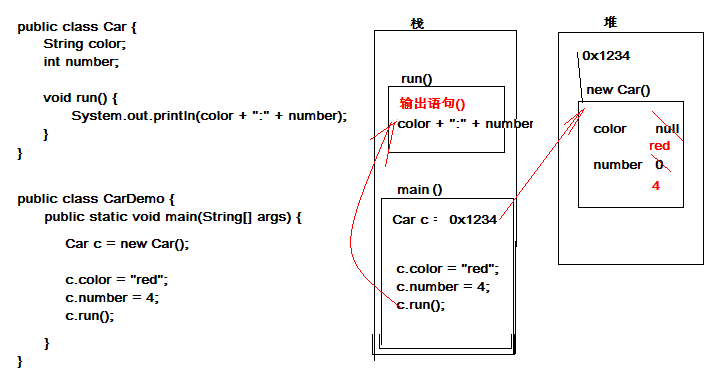 public class Car {
String color;
int number;
void run() {
System.out.println(color + ":" + number);
}
}
public class CarDemo {
public static void main(String[] args) {
Car c = new Car();
c.color = "red";
c.number = 4;
c.run();
}
}
栈
run()
输出语句()
color + ":" + number
main ()
Car c = 0x1234
c.color = "red";
c.number = 4;
c.run();
堆
0x1234
new Car()
color null
red
number 0
4